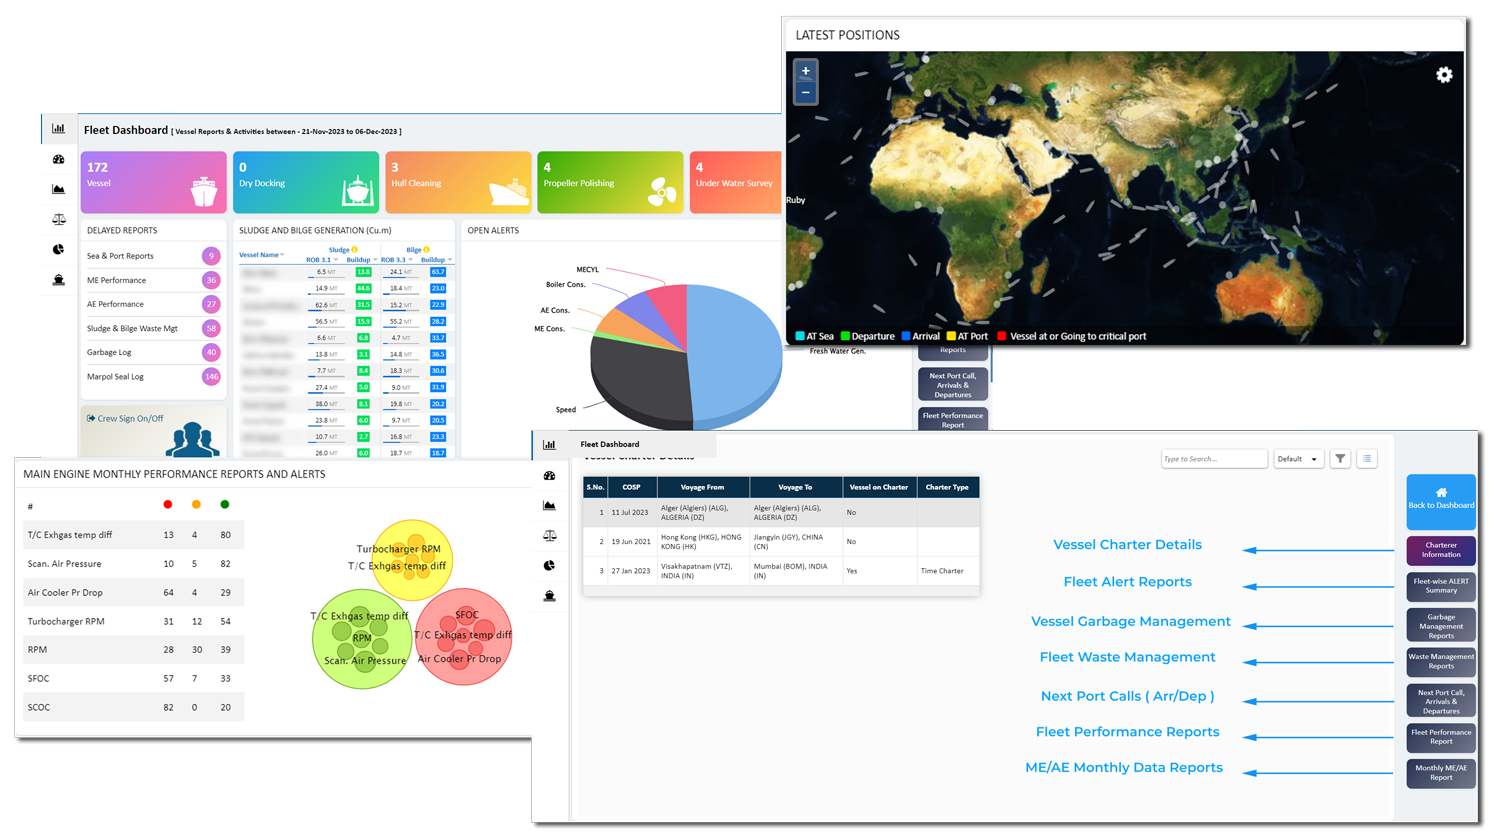 LATEST POSITIONS
+
−
Ruby
AT Sea Departure Arrival AT Port Vessel at or Going to critical port
Fleet Dashboard [ Vessel Reports & Activities between - 21-Nov-2023 to 06-Dec-2023 ]
172
Vessel
0
Dry Docking
3
Hull Cleaning
4
Propeller Polishing
4
Under Water Survey
DELAYED REPORTS
Sea & Port Reports 9
ME Performance 36
AE Performance 27
Sludge & Bilge Waste Mgt 58
Garbage Log 40
Marpol Seal Log 146
Crew Sign On/Off
SLUDGE AND BILGE GENERATION (Cu.m)
Sludge Bilge
Vessel Name ROB 3.1 Buildup ROB 3.3 Buildup
6.5 MT 13.8 24.1 MT 63.7
14.9 MT 44.6 18.4 MT 23.0
62.6 MT 31.5 15.2 MT 22.9
56.5 MT 15.9 55.2 MT 28.2
6.6 MT 6.8 4.7 MT 33.7
13.8 MT 3.1 14.8 MT 36.5
7.7 MT 8.4 18.3 MT 30.6
27.4 MT 5.0 9.0 MT 31.9
38.0 MT 8.1 19.8 MT 20.2
23.8 MT 6.0 9.7 MT 20.5
10.7 MT 2.7 16.8 MT 23.3
26.0 MT 6.0 18.7 MT 18.7
OPEN ALERTS
MECYL
Boiler Cons.
AE Cons.
ME Cons.
Speed
Fresh Water Gen.
Reports
Next Port Call,
Arrivals &
Departures
Fleet Performance
Report
MAIN ENGINE MONTHLY PERFORMANCE REPORTS AND ALERTS
#
T/C Exhgas temp diff 13 4 80
Scan. Air Pressure 10 5 82
Air Cooler Pr Drop 64 4 29
Turbocharger RPM 31 12 54
RPM 28 30 39
SFOC 57 7 33
SCOC 82 0 20
Turbocharger RPM
T/C Exhgas temp diff
T/C Exhgas temp diff
RPM
Scan. Air Pressure
SFOC
T/C Exhgas temp diff
Air Cooler Pr Drop
Fleet Dashboard
Vessel Charter Details
Type to Search...
Default
S.No. COSP Voyage From Voyage To Vessel on Charter Charter Type
1 11 Jul 2023 Alger (Algiers) (ALG), Alger (Algiers) (ALG), No
ALGERIA (DZ) ALGERIA (DZ)
2 19 Jun 2021 Hong Kong (HKG), HONG Jiangyin (JGY), CHINA No
KONG (HK) (CN)
3 27 Jan 2023 Visakhapatnam (VTZ), Mumbai (BOM), INDIA Yes Time Charter
INDIA (IN) (IN)
Vessel Charter Details
Fleet Alert Reports
Vessel Garbage Management
Fleet Waste Management
Next Port Calls ( Arr/Dep )
Fleet Performance Reports
ME/AE Monthly Data Reports
Back to Dashboard
Charterer
Information
Fleet-wise ALERT
Summary
Garbage
Management
Reports
Waste Management
Reports
Next Port Call,
Arrivals &
Departures
Fleet Performance
Report
Monthly ME/AE
Report